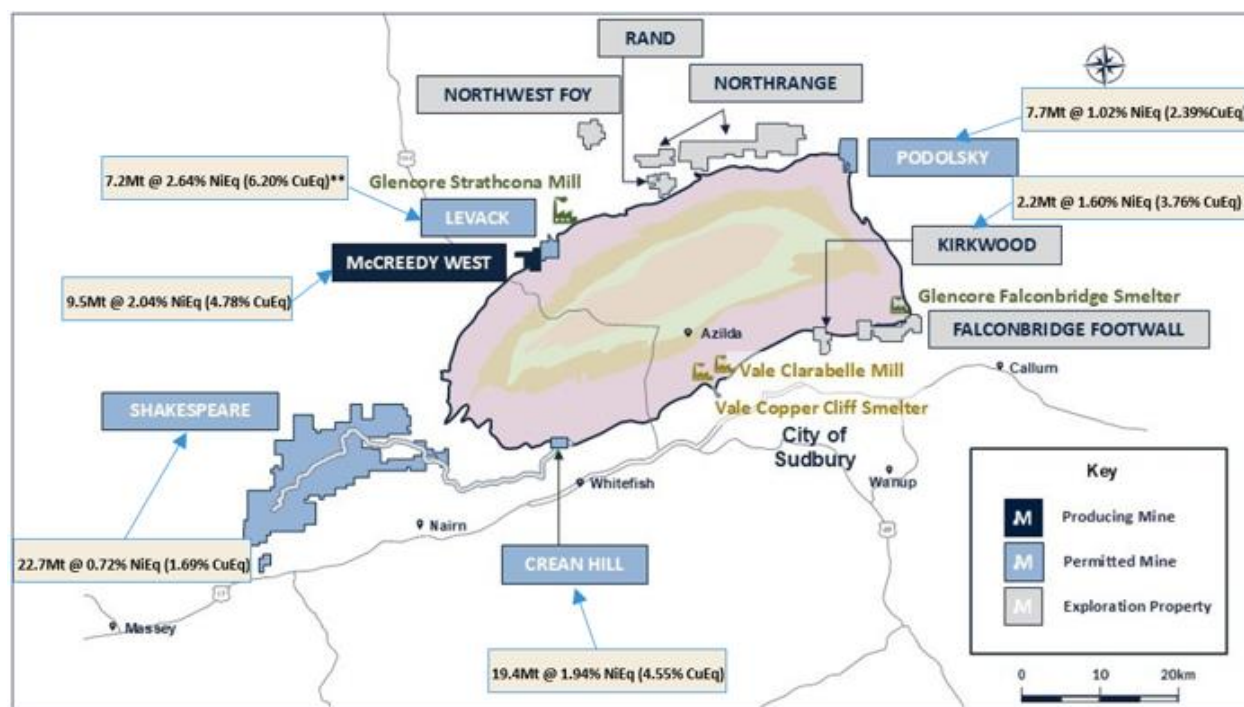 RAND
NORTHWEST FOY
NORTHRANGE
7.7Mt @ 1.02% NiEq (2.39%CuEq)
PODOLSKY
7.2Mt @ 2.64% NiEq (6.20% CuEq)**
Glencore Strathcona Mill
LEVACK
2.2Mt @ 1.60% NiEq (3.76% CuEq)
KIRKWOOD
McCREEDY WEST
9.5Mt @ 2.04% NiEq (4.78% CuEq)
Glencore Falconbridge Smelter
FALCONBRIDGE FOOTWALL
Azilda
Vale Clarabelle Mill
Callum
SHAKESPEARE
Vale Copper Cliff Smelter
City of
Sudbury
Whitefish
Wanup
Nairn
22.7Mt @ 0.72% NiEq (1.69% CuEq)
CREAN HILL
Massey
19.4Mt @ 1.94% NiEq (4.55% CuEq)
Key
M Producing Mine
M Permitted Mine
M Exploration Property
0 10 20km
17